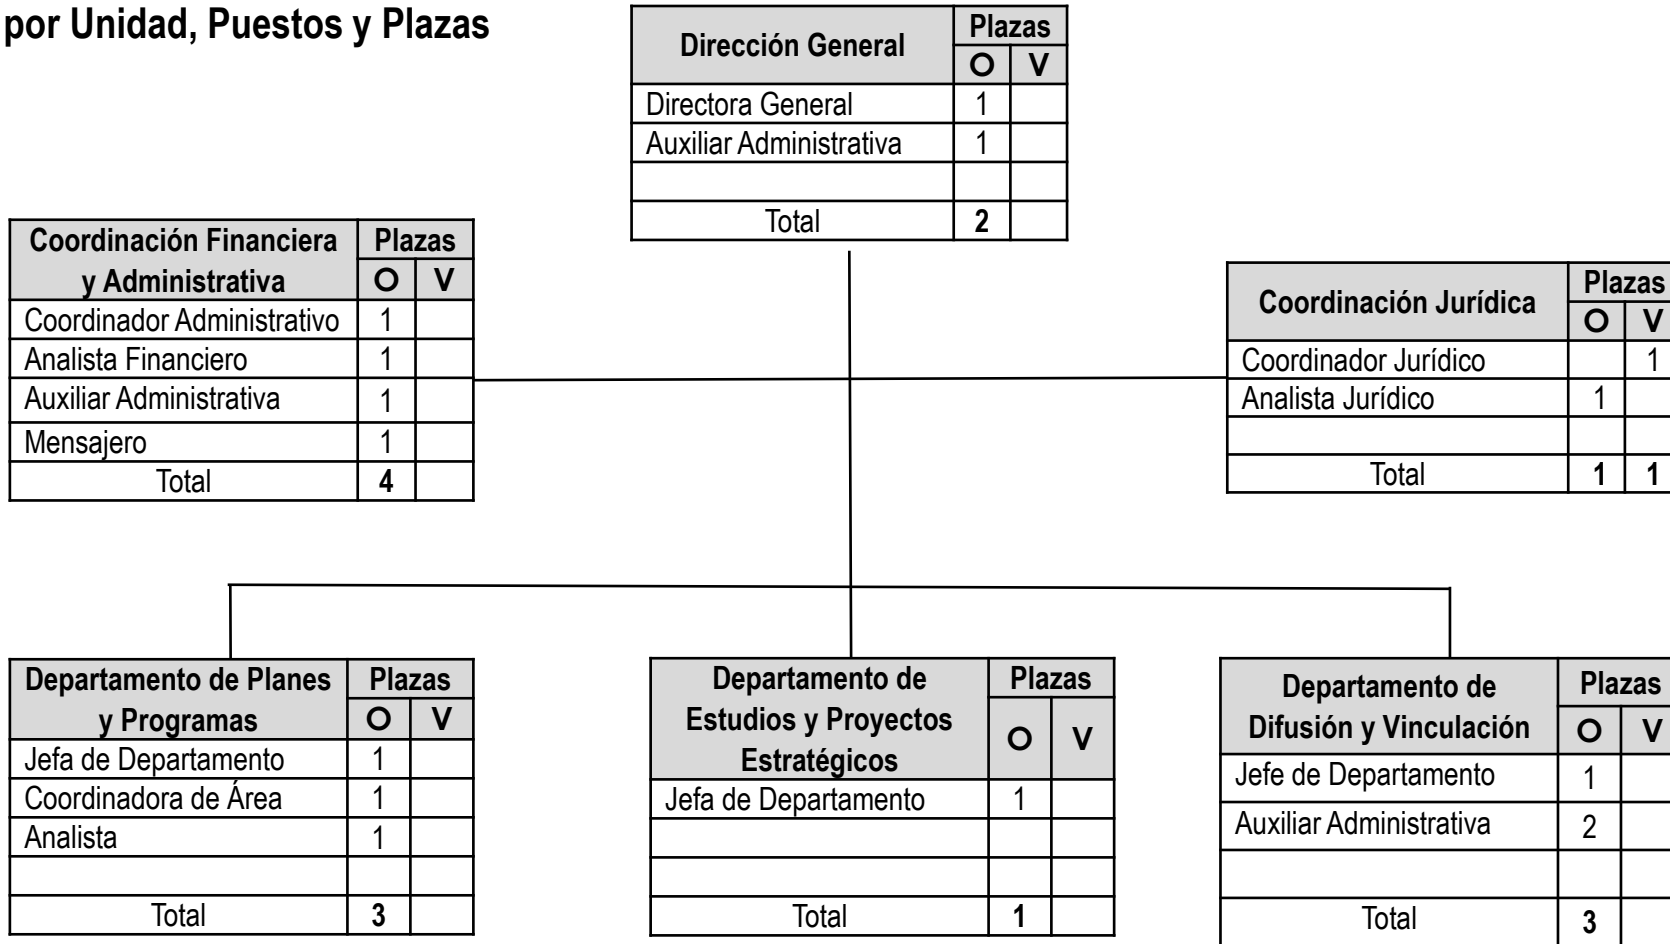 por Unidad, Puestos y Plazas
Dirección General
Plazas
O V
Directora General 1
Auxiliar Administrativa 1
Total 2
Coordinación Financiera
y Administrativa
Plazas
O V
Coordinador Administrativo 1
Analista Financiero 1
Auxiliar Administrativa 1
Mensajero 1
Total 4
Coordinación Jurídica
Plazas
O V
Coordinador Jurídico 1
Analista Jurídico 1
Total 1 1
Departamento de Planes
y Programas
Plazas
O V
Jefa de Departamento 1
Coordinadora de Área 1
Analista 1
Total 3
Departamento de
Estudios y Proyectos
Estratégicos
Plazas
O V
Jefa de Departamento 1
Total 1
Departamento de
Difusión y Vinculación
Plazas
O V
Jefe de Departamento 1
Auxiliar Administrativa 2
Total 3